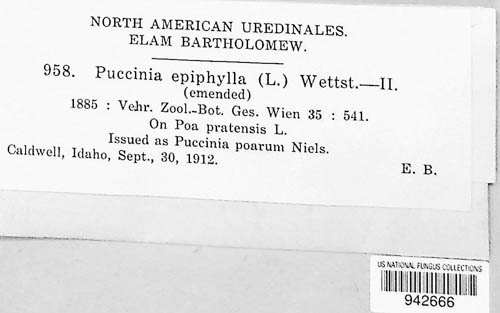 NORTH AMERICAN UREDINALES.
ELAM BARTHOLOMEW.
958. Puccinia epiphylla (L.) Wettst.—II.
(emended)
1885 : Vehr. Zool.-Bot. Ges. Wien 35 : 541.
On Poa pratensis L.
Issued as Puccinia poarum Niels.
Caldwell, Idaho, Sept., 30, 1912.
E. B.
US NATIONAL FUNGUS COLLECTIONS
942666